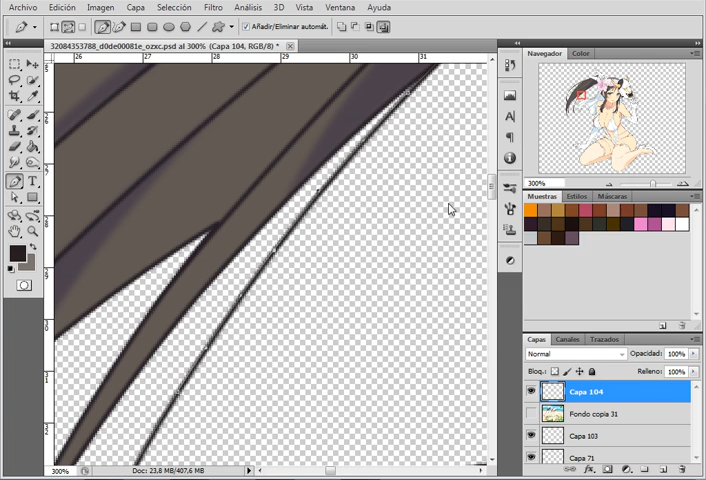 Archivo Edición Imagen Capa Selección Filtro Análisis 3D Vista Ventana Ayuda
Añadir/Eliminar automát.
32084353788_d0de00081e_ozxc.psd al 300% (Capa 104, RGB/8) *
26 27 28 29 30 31
Navegador Color
300%
Muestras Estilos Máscaras
Capas Canales Trazados
Normal Opacidad: 100%
Bloq.: Relleno: 100%
Capa 104
Fondo copia 31
Capa 103
Capa 71
300% Doc: 23,8 MB/407,6 MB